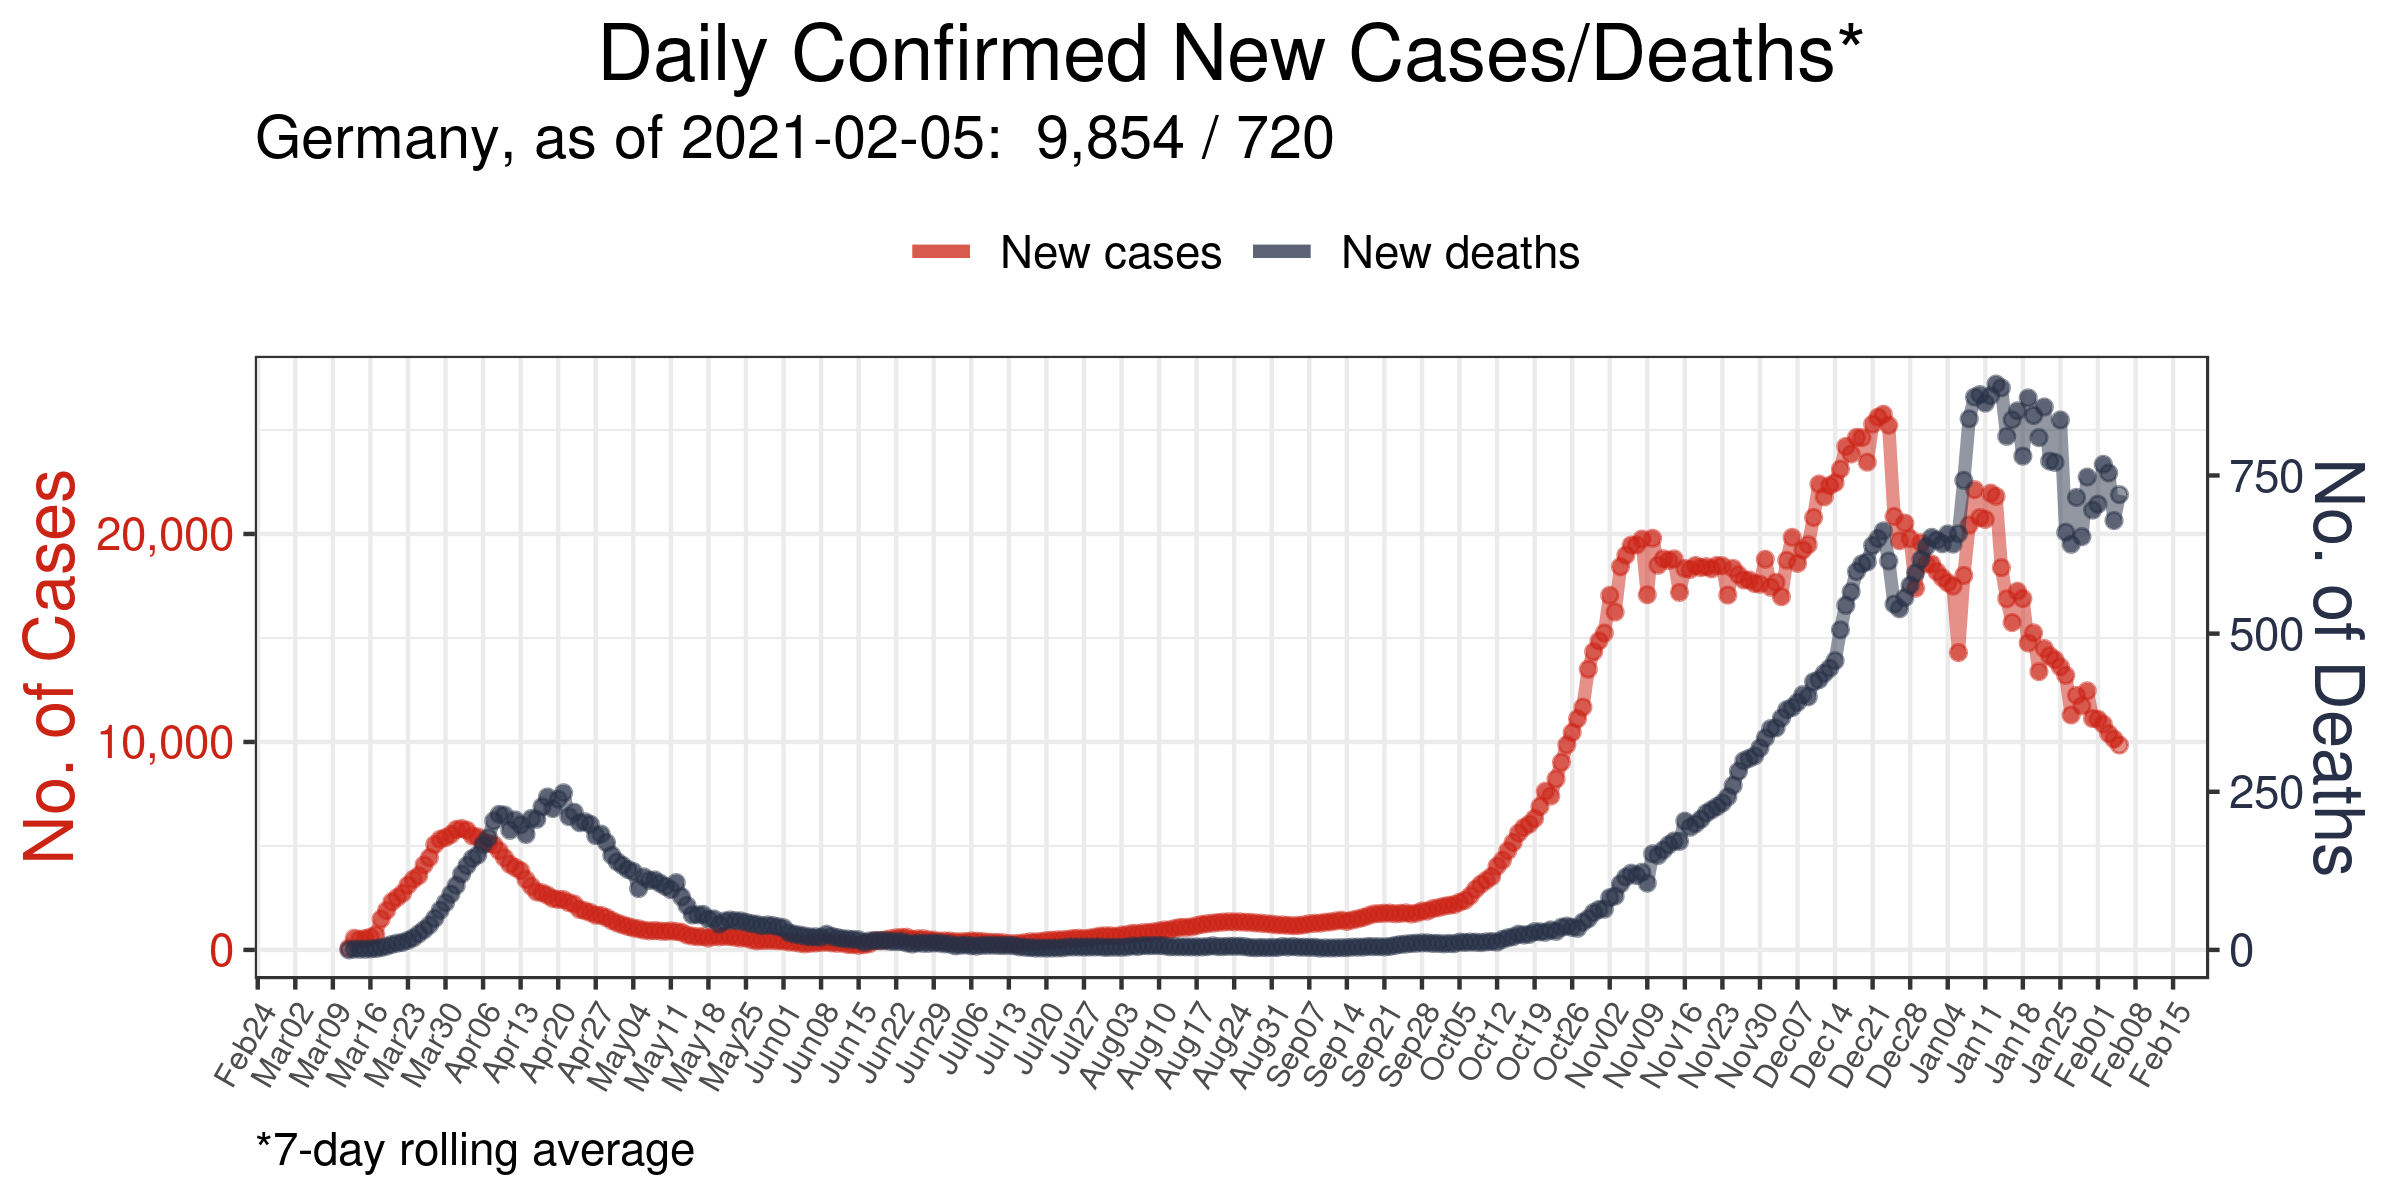 Daily Confirmed New Cases/Deaths*
Germany, as of 2021-02-05:  9,854 / 720
New cases
New deaths
No. of Cases
20,000
10,000
0
750
500
250
0
No. of Deaths
Feb24
Mar02
Mar09
Mar16
Mar23
Mar30
Apr06
Apr13
Apr20
Apr27
May04
May11
May18
May25
Jun01
Jun08
Jun15
Jun22
Jun29
Jul06
Jul13
Jul20
Jul27
Aug03
Aug10
Aug17
Aug24
Aug31
Sep07
Sep14
Sep21
Sep28
Oct05
Oct12
Oct19
Oct26
Nov02
Nov09
Nov16
Nov23
Nov30
Dec07
Dec14
Dec21
Dec28
Jan04
Jan11
Jan18
Jan25
Feb01
Feb08
Feb15
*7-day rolling average